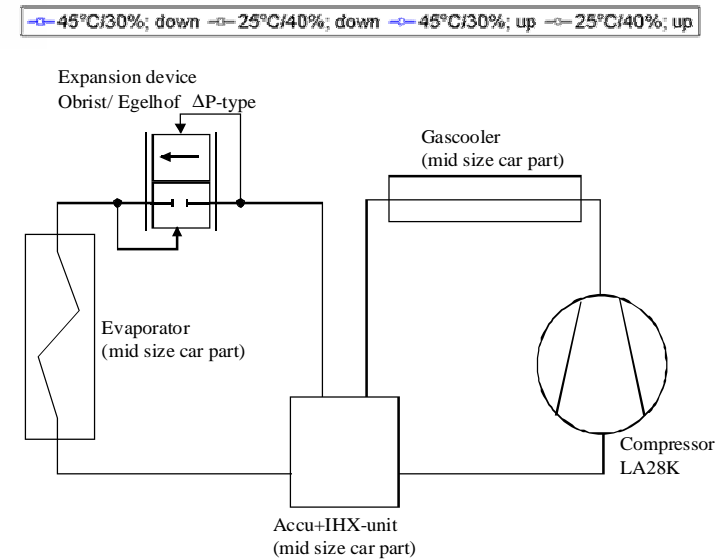 45°C/30%; down 25°C/40%; down 45°C/30%; up 25°C/40%; up
Expansion device
Obrist/ Egelhof ΔP-type
Gascooler
(mid size car part)
Evaporator
(mid size car part)
Compressor
LA28K
Accu+IHX-unit
(mid size car part)